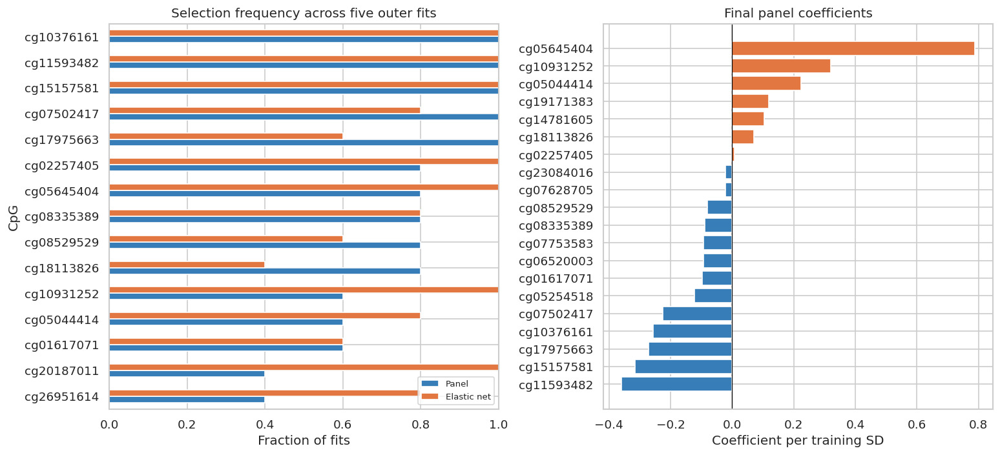 Selection frequency across five outer fits
CpG
cg10376161
cg11593482
cg15157581
cg07502417
cg17975663
cg02257405
cg05645404
cg08335389
cg08529529
cg18113826
cg10931252
cg05044414
cg01617071
cg20187011
cg26951614
Panel
Elastic net
0.0 0.2 0.4 0.6 0.8 1.0
Fraction of fits
Final panel coefficients
cg05645404
cg10931252
cg05044414
cg19171383
cg14781605
cg18113826
cg02257405
cg23084016
cg07628705
cg08529529
cg08335389
cg07753583
cg06520003
cg01617071
cg05254518
cg07502417
cg10376161
cg17975663
cg15157581
cg11593482
−0.4 −0.2 0.0 0.2 0.4 0.6 0.8
Coefficient per training SD